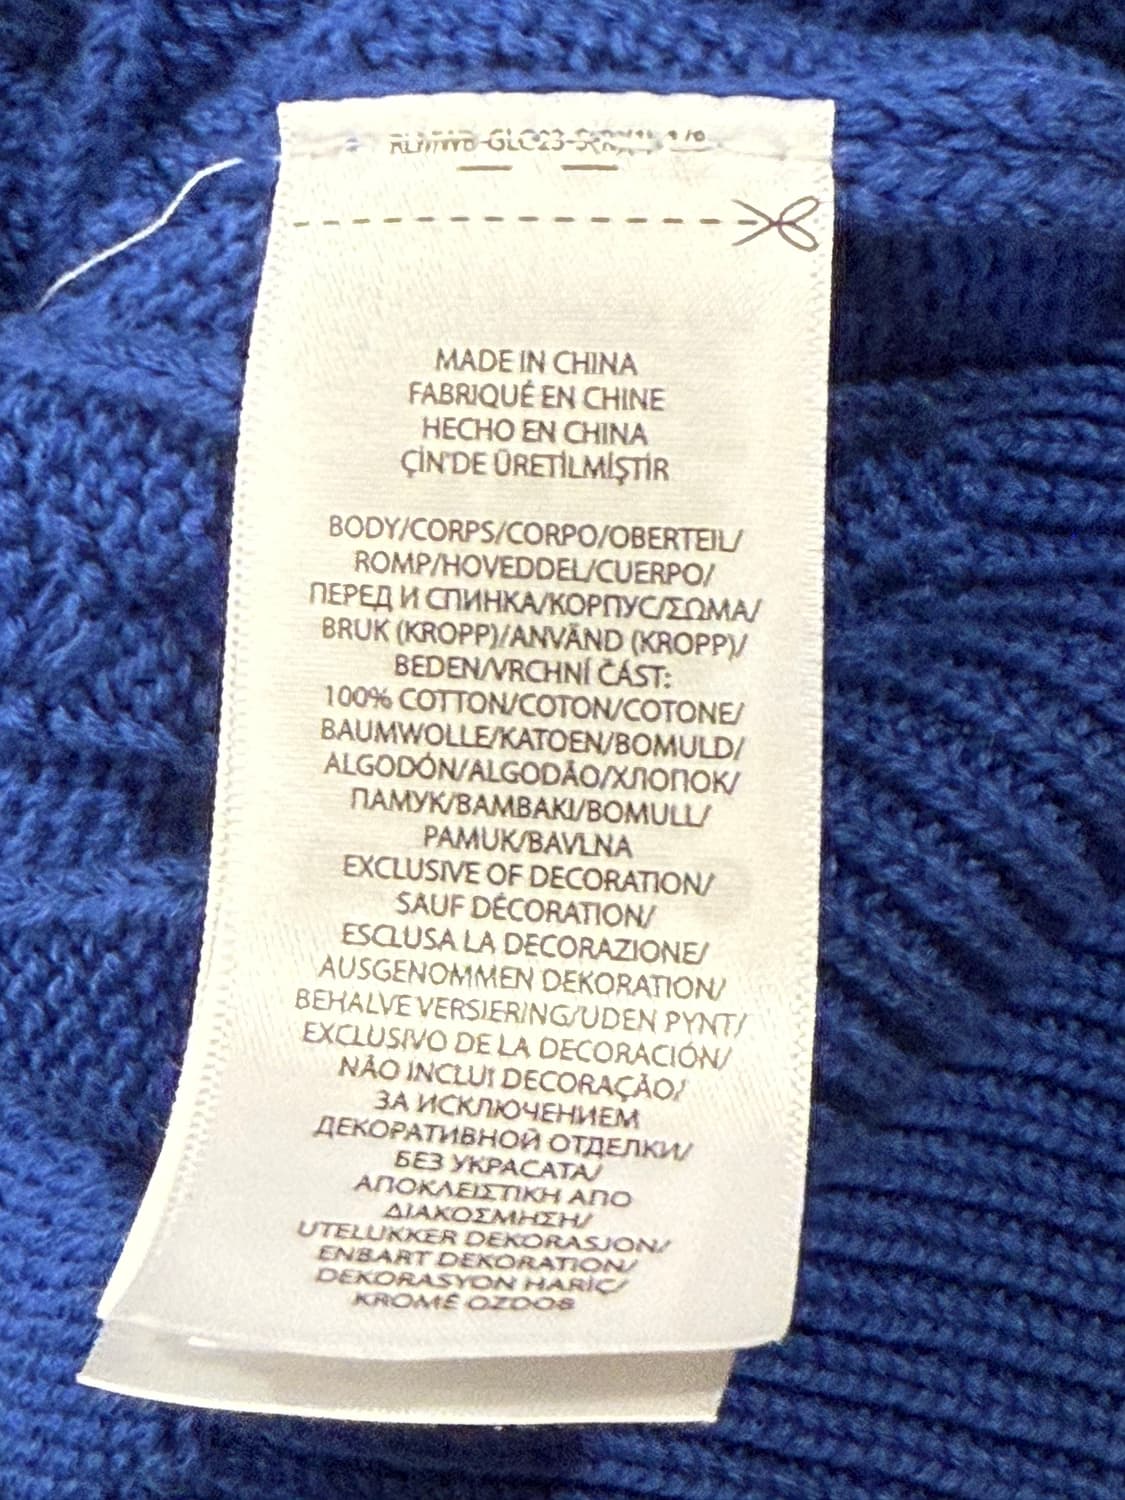 MADE IN CHINA
FABRIQUÉ EN CHINE
HECHO EN CHINA
ÇİN'DE ÜRETİLMİŞTİR
BODY/CORPS/CORPO/OBERTEIL/
ROMP/HOVEDDEL/CUERPO/
ПЕРЕД И СПИНКА/КОРПУС/ΣΩΜΑ/
BRUK (KROPP)/ANVÄND (KROPP)/
BEDEN/VRCHNÍ ČÁST:
100% COTTON/COTON/COTONE/
BAUMWOLLE/KATOEN/BOMULD/
ALGODÓN/ALGODÃO/ХЛОПОК/
ПАМУК/ΒΑΜΒΑΚΙ/BOMULL/
PAMUK/BAVLNA
EXCLUSIVE OF DECORATION/
SAUF DÉCORATION/
ESCLUSA LA DECORAZIONE/
AUSGENOMMEN DEKORATION/
BEHALVE VERSIERING/UDEN PYNT/
EXCLUSIVO DE LA DECORACIÓN/
NÃO INCLUI DECORAÇÃO/
ЗА ИСКЛЮЧЕНИЕМ
ДЕКОРАТИВНОЙ ОТДЕЛКИ/
БЕЗ УКРАСАТА/
ΑΠΟΚΛΕΙΣΤΙΚΗ ΑΠΟ
ΔΙΑΚΟΣΜΗΣΗ/
UTELUKKER DEKORASJON/
ENBART DEKORATION/
DEKORASYON HARİÇ/
KROMĚ OZDOB